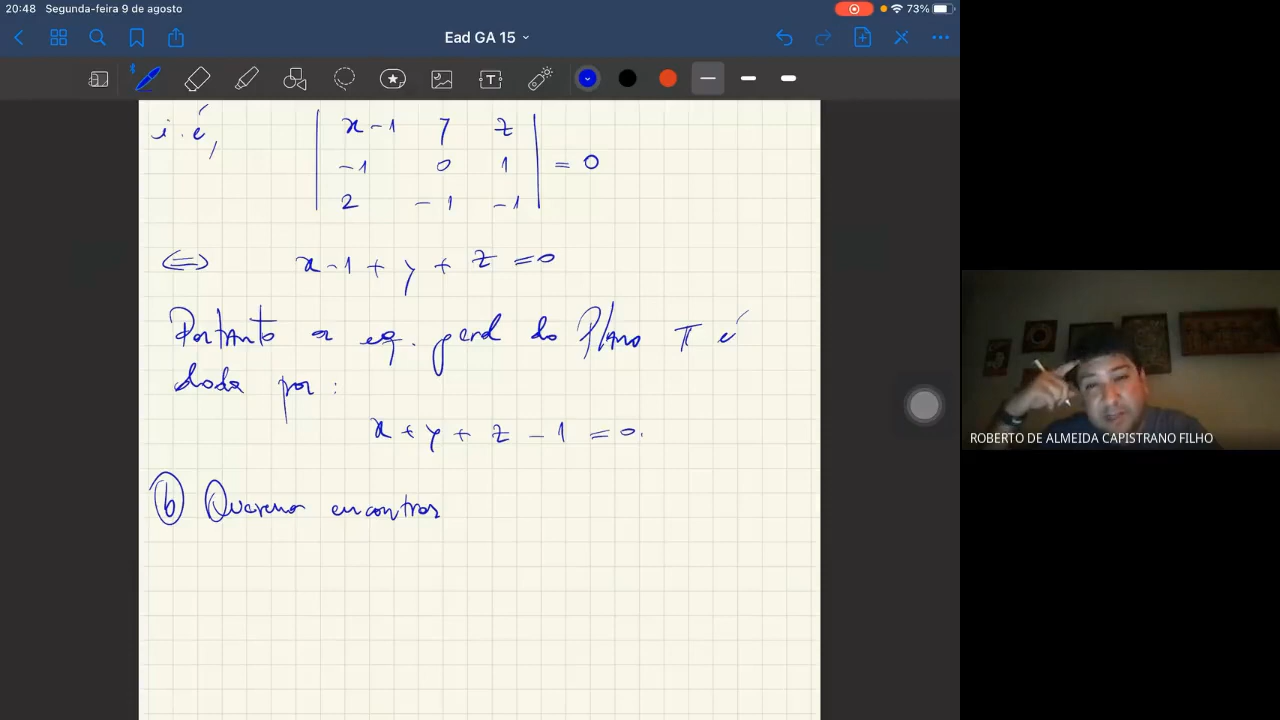 20:48 Segunda-feira 9 de agosto 73%
Ead GA 15
i.é,
x-1 y z
-1 0 1 = 0
2 -1 -1
⇔ x-1+y+z=0
Portanto a eq. geral do Plano π é
dada por:
x+y+z-1=0.
b Queremo encontrar
ROBERTO DE ALMEIDA CAPISTRANO FILHO